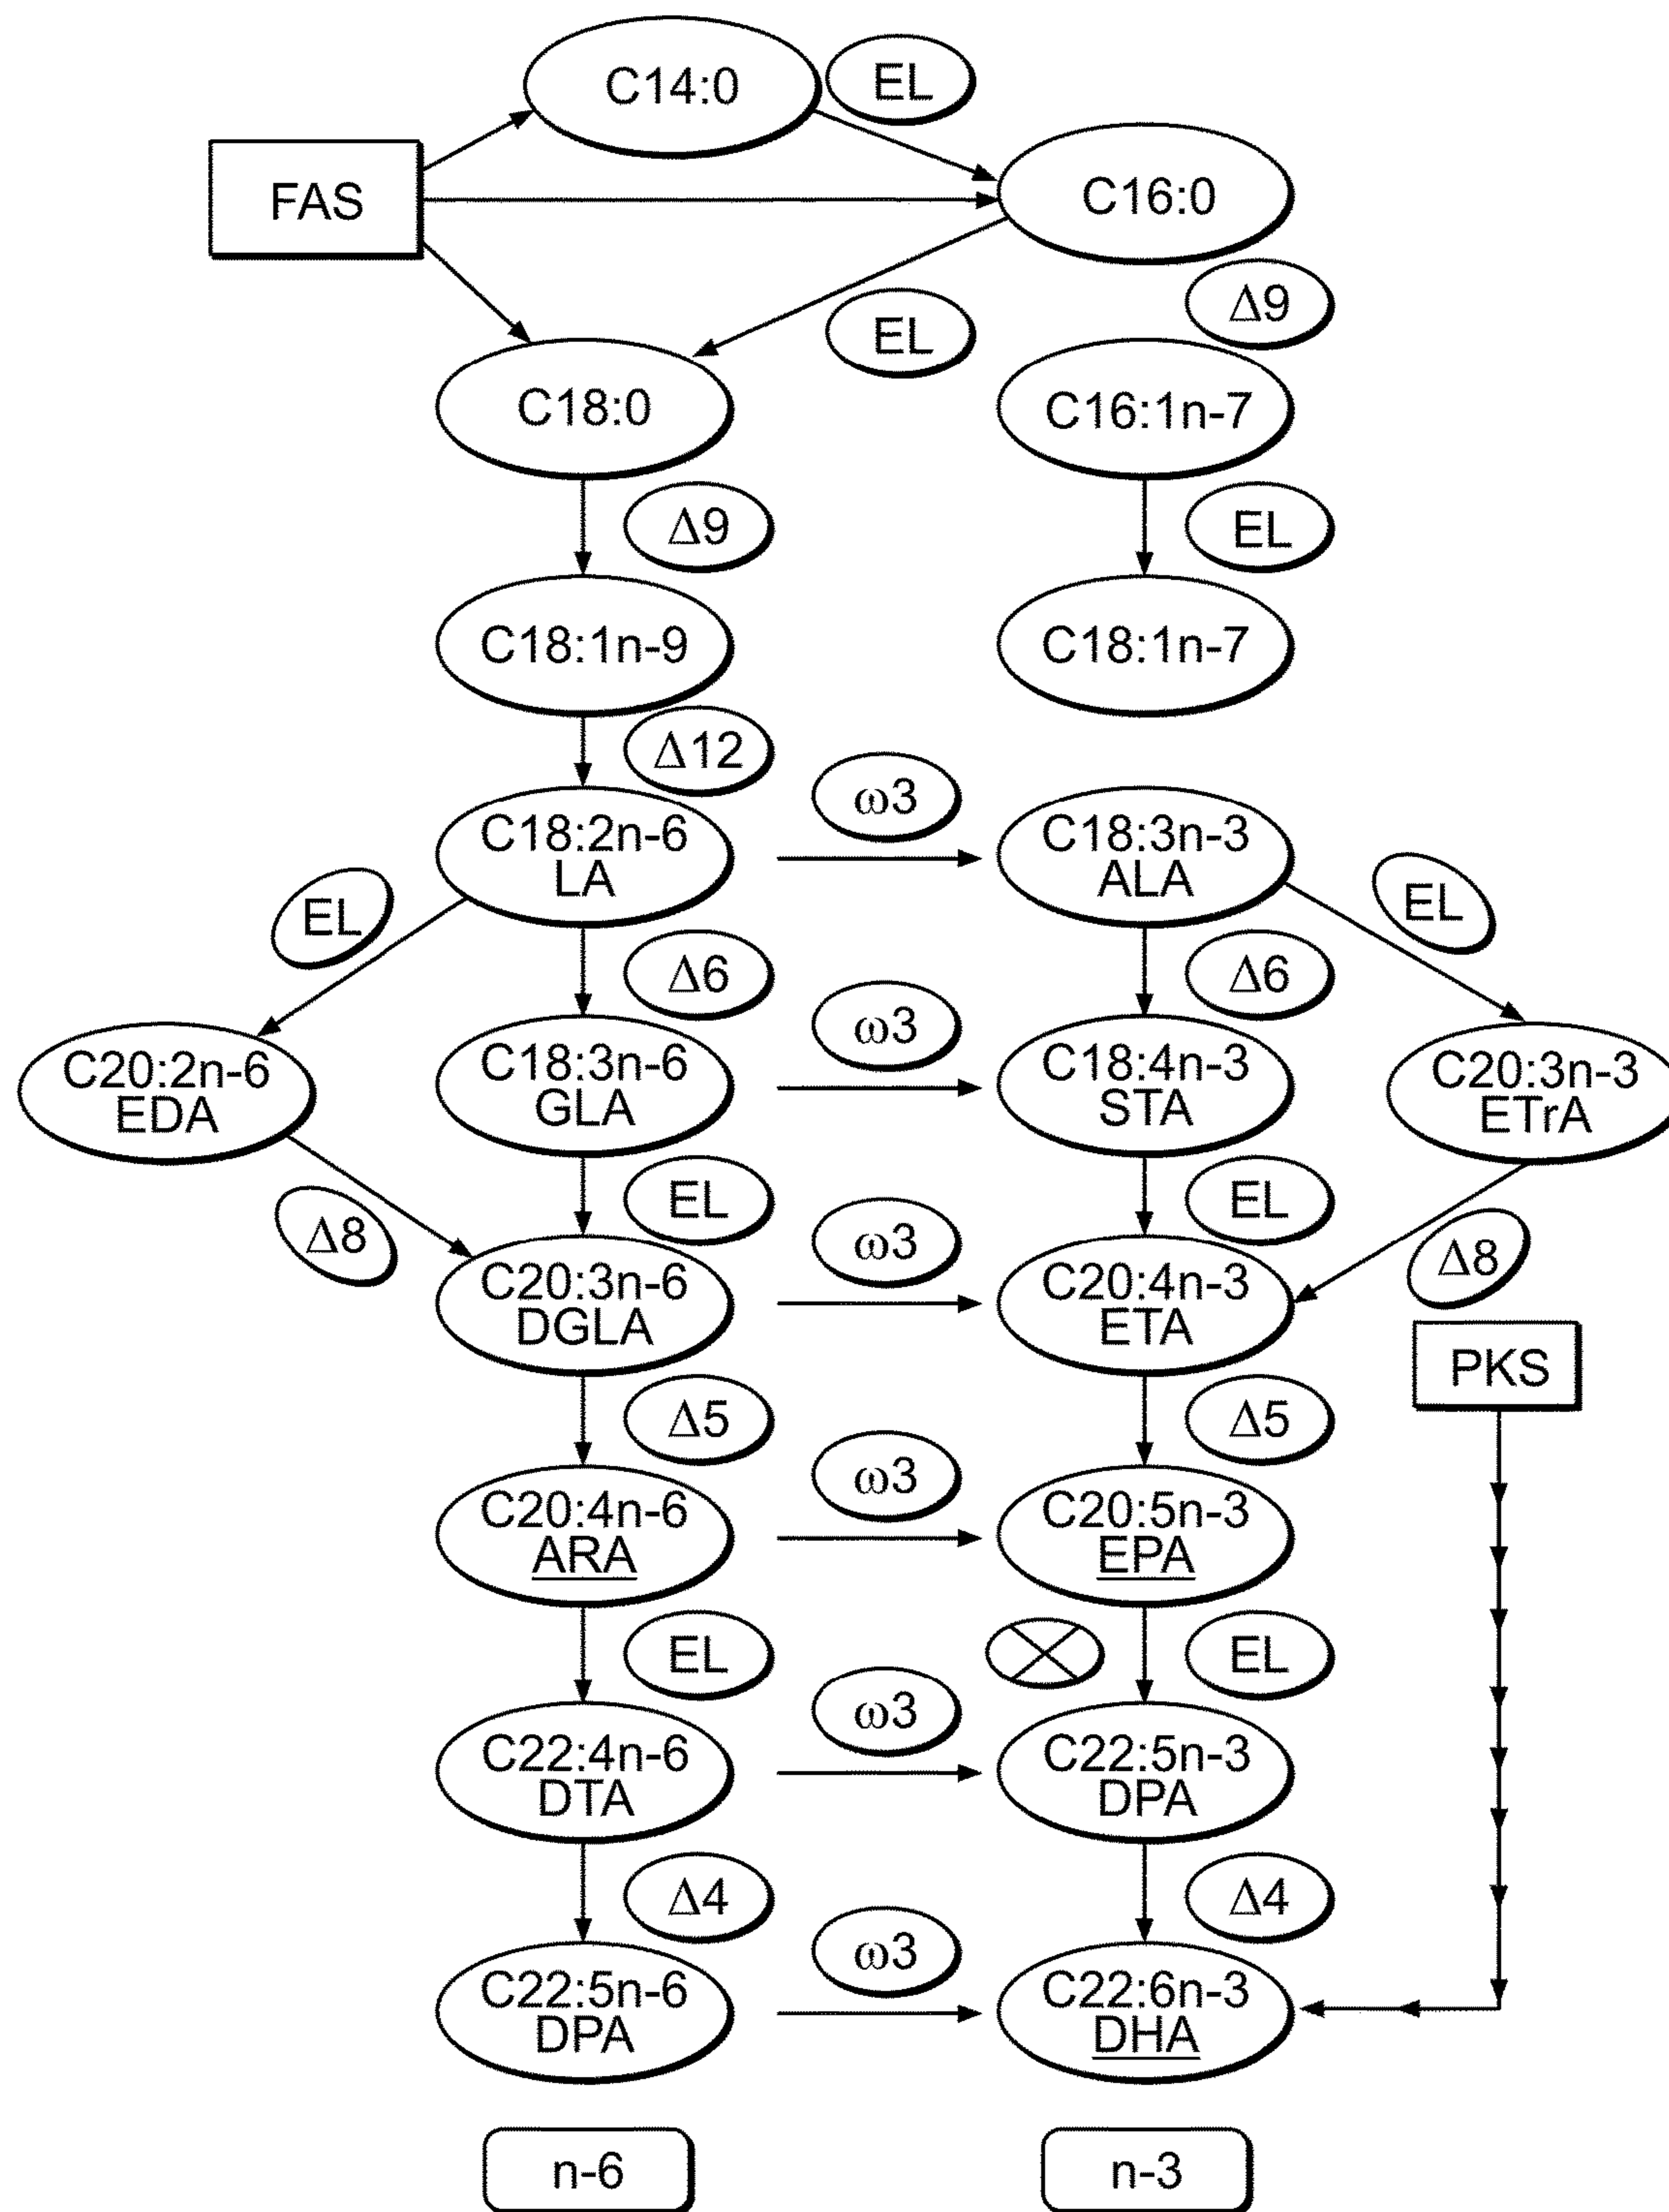 C14:0
EL
FAS
C16:0
Δ9
EL
C18:0
C16:1n-7
Δ9
EL
C18:1n-9
C18:1n-7
Δ12
ω3
C18:2n-6
LA
C18:3n-3
ALA
EL
EL
Δ6
Δ6
ω3
C20:2n-6
EDA
C18:3n-6
GLA
C18:4n-3
STA
C20:3n-3
ETrA
EL
EL
Δ8
ω3
Δ8
C20:3n-6
DGLA
C20:4n-3
ETA
PKS
Δ5
Δ5
ω3
C20:4n-6
ARA
C20:5n-3
EPA
EL
EL
ω3
C22:4n-6
DTA
C22:5n-3
DPA
Δ4
Δ4
ω3
C22:5n-6
DPA
C22:6n-3
DHA
n-6
n-3